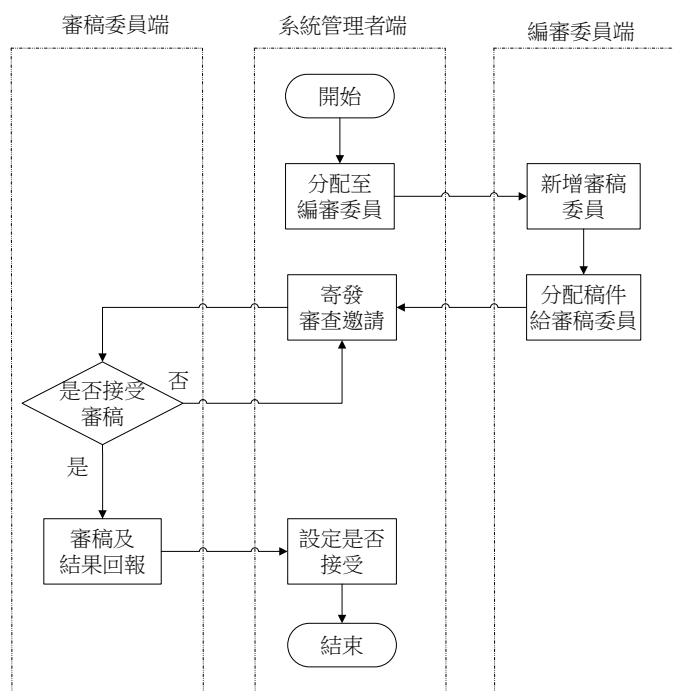 審稿委員端
系統管理者端
編審委員端
開始
分配至
編審委員
新增審稿
委員
寄發
審查邀請
分配稿件
給審稿委員
是否接受
審稿
否
是
審稿及
結果回報
設定是否
接受
結束